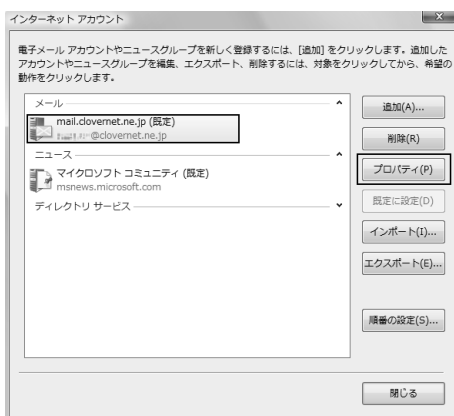 インターネット アカウント
電子メール アカウントやニュースグループを新しく登録するには、[追加] をクリックします。追加した
アカウントやニュースグループを編集、エクスポート、削除するには、対象をクリックしてから、希望の
動作をクリックします。
メール
mail.clovernet.ne.jp (既定)
@clovernet.ne.jp
ニュース
マイクロソフト コミュニティ (既定)
msnews.microsoft.com
ディレクトリ サービス
追加(A)...
削除(R)
プロパティ(P)
既定に設定(D)
インポート(I)...
エクスポート(E)...
順番の設定(S)...
閉じる